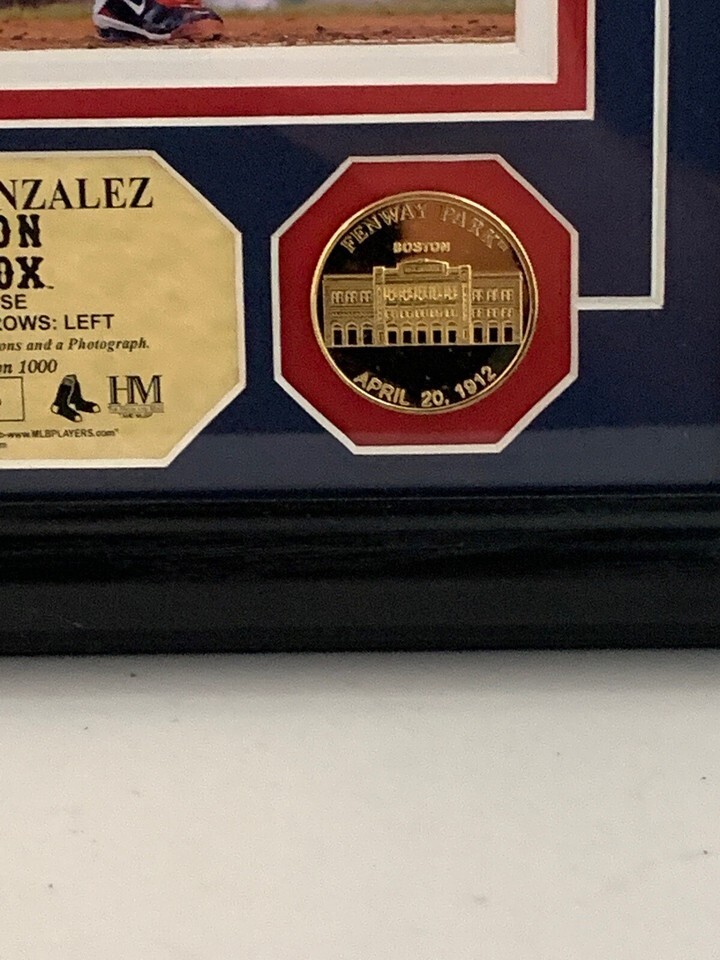 NZALEZ
ON
OX
SE
ROWS: LEFT
ons and a Photograph.
on 1000
HM
-www.MLBPLAYERS.com
m
FENWAY PARK
BOSTON
APRIL 20, 1912